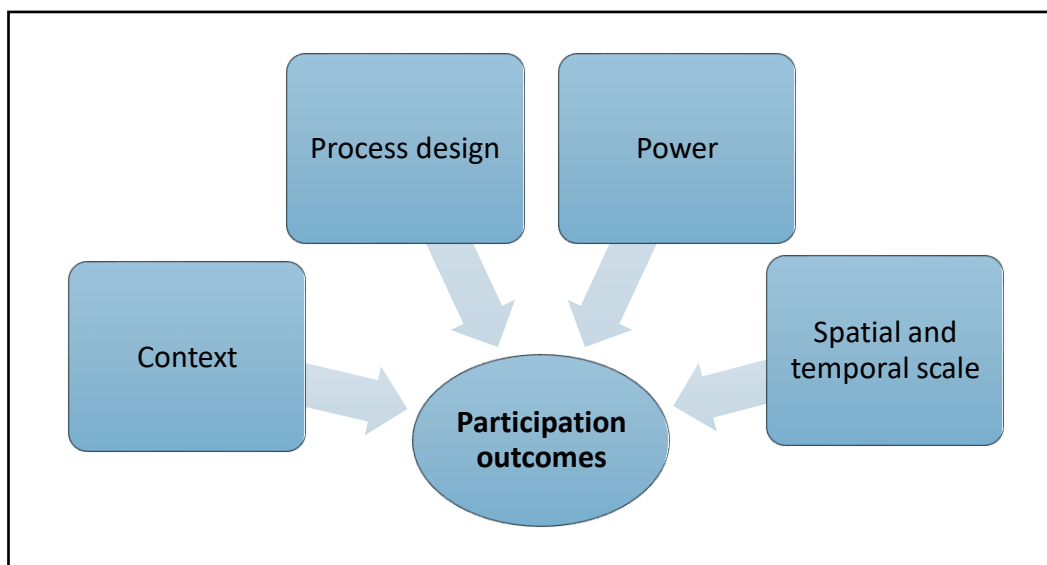 Process design
Power
Context
Spatial and
temporal scale
Participation
outcomes